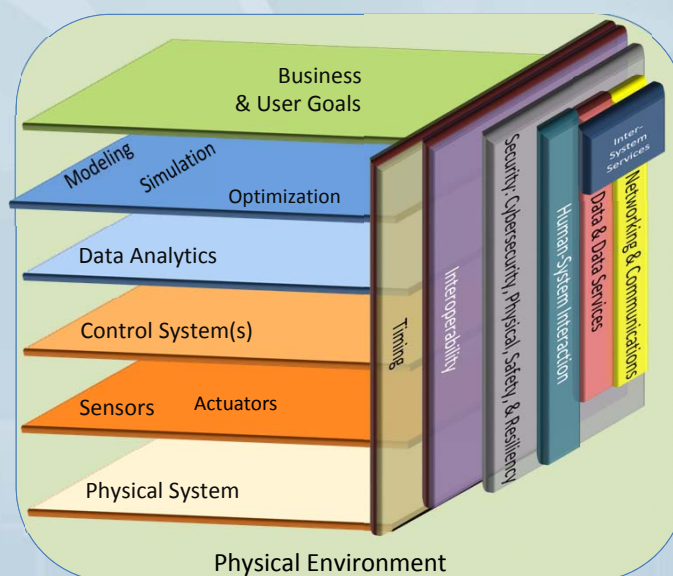 Business
& User Goals
Modeling
Simulation
Optimization
Data Analytics
Control System(s)
Sensors
Actuators
Physical System
Timing
Interoperability
Security: Cybersecurity, Physical, Safety, & Resiliency
Human-System Interaction
Data & Data Services
Networking & Communications
Inter-
System
Services
Physical Environment